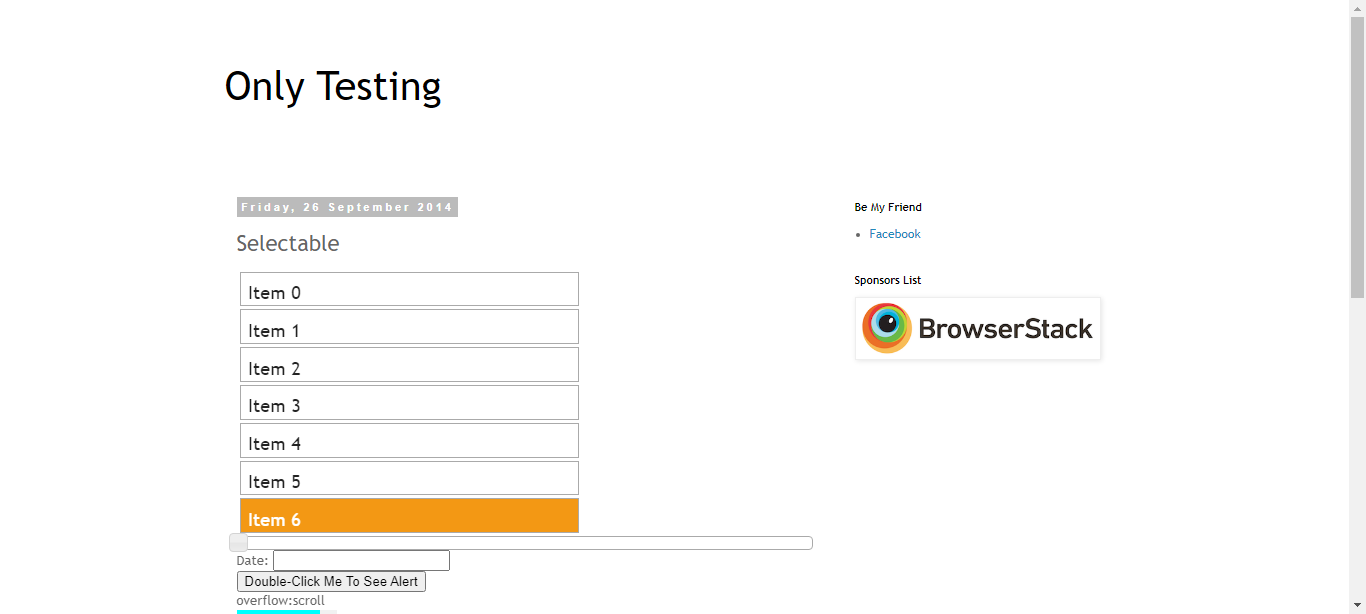 Only Testing
Friday, 26 September 2014
Selectable
Item 0
Item 1
Item 2
Item 3
Item 4
Item 5
Item 6
Date:
Double-Click Me To See Alert
overflow:scroll
Be My Friend
Facebook
Sponsors List
BrowserStack